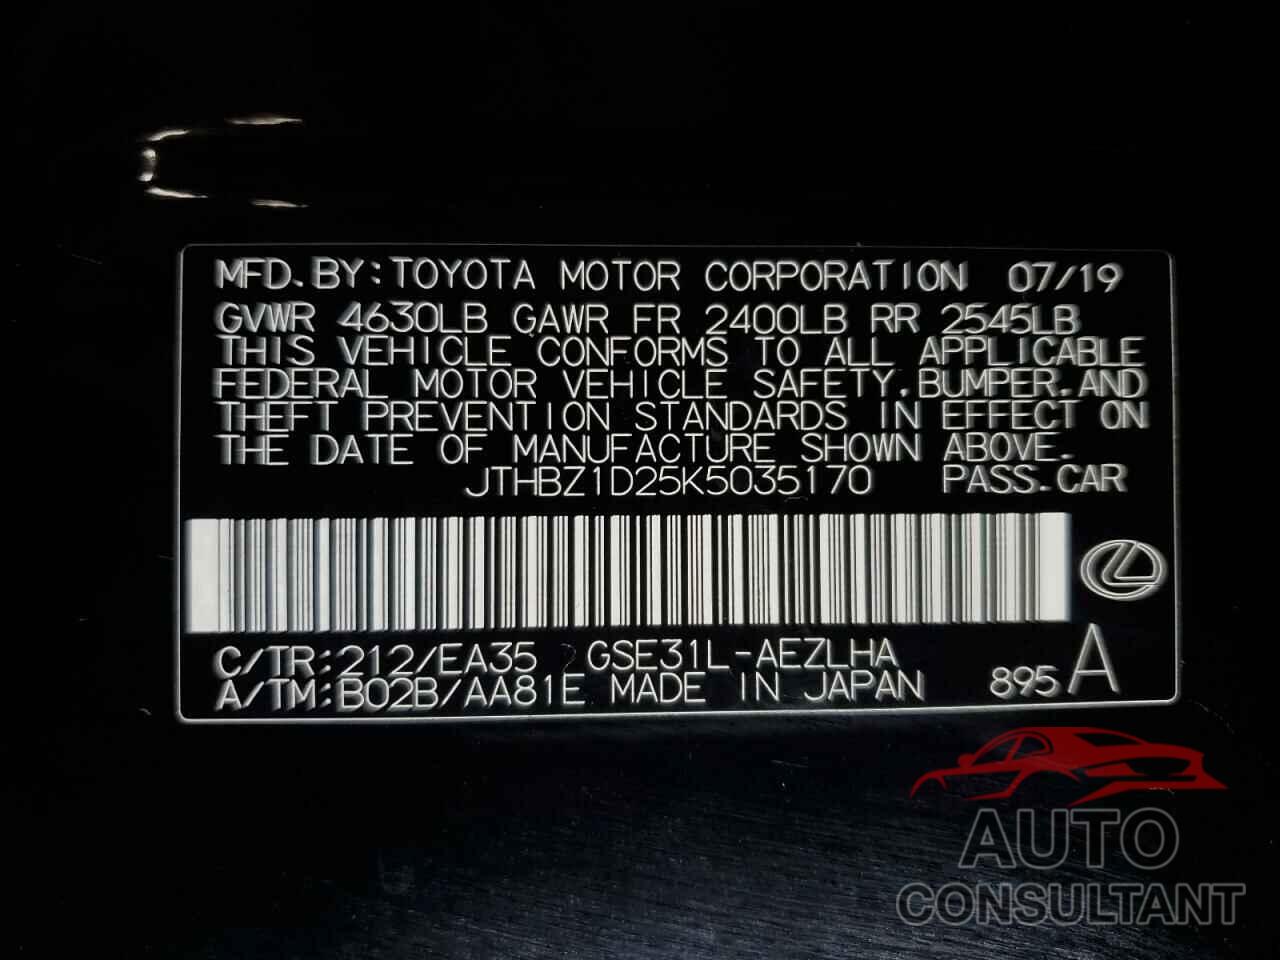 MFD. BY: TOYOTA MOTOR CORPORATION 07/19
GVWR 4630LB GAWR FR 2400LB RR 2545LB
THIS VEHICLE CONFORMS TO ALL APPLICABLE
FEDERAL MOTOR VEHICLE SAFETY, BUMPER, AND
THEFT PREVENTION STANDARDS IN EFFECT ON
THE DATE OF MANUFACTURE SHOWN ABOVE.
JTHBZ1D25K5035170 PASS. CAR
C/TR:212/EA35 GSE31L-AEZLHA
A/TM:B02B/AA81E MADE IN JAPAN 895 A
AUTO
CONSULTANT